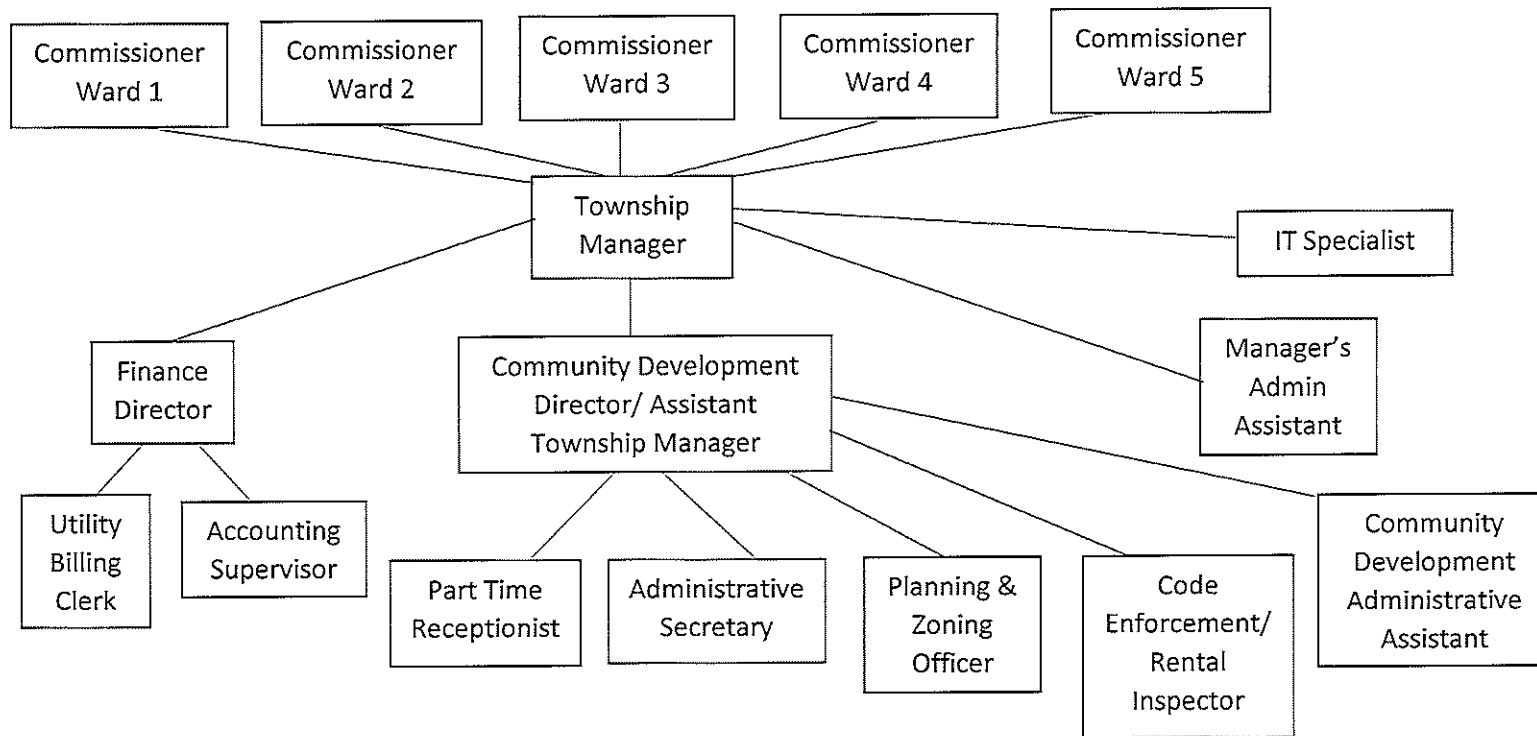 Commissioner
Ward 1
Commissioner
Ward 2
Commissioner
Ward 3
Commissioner
Ward 4
Commissioner
Ward 5
Township
Manager
IT Specialist
Manager's
Admin
Assistant
Finance
Director
Community Development
Director/ Assistant
Township Manager
Utility
Billing
Clerk
Accounting
Supervisor
Part Time
Receptionist
Administrative
Secretary
Planning &
Zoning
Officer
Code
Enforcement/
Rental
Inspector
Community
Development
Administrative
Assistant